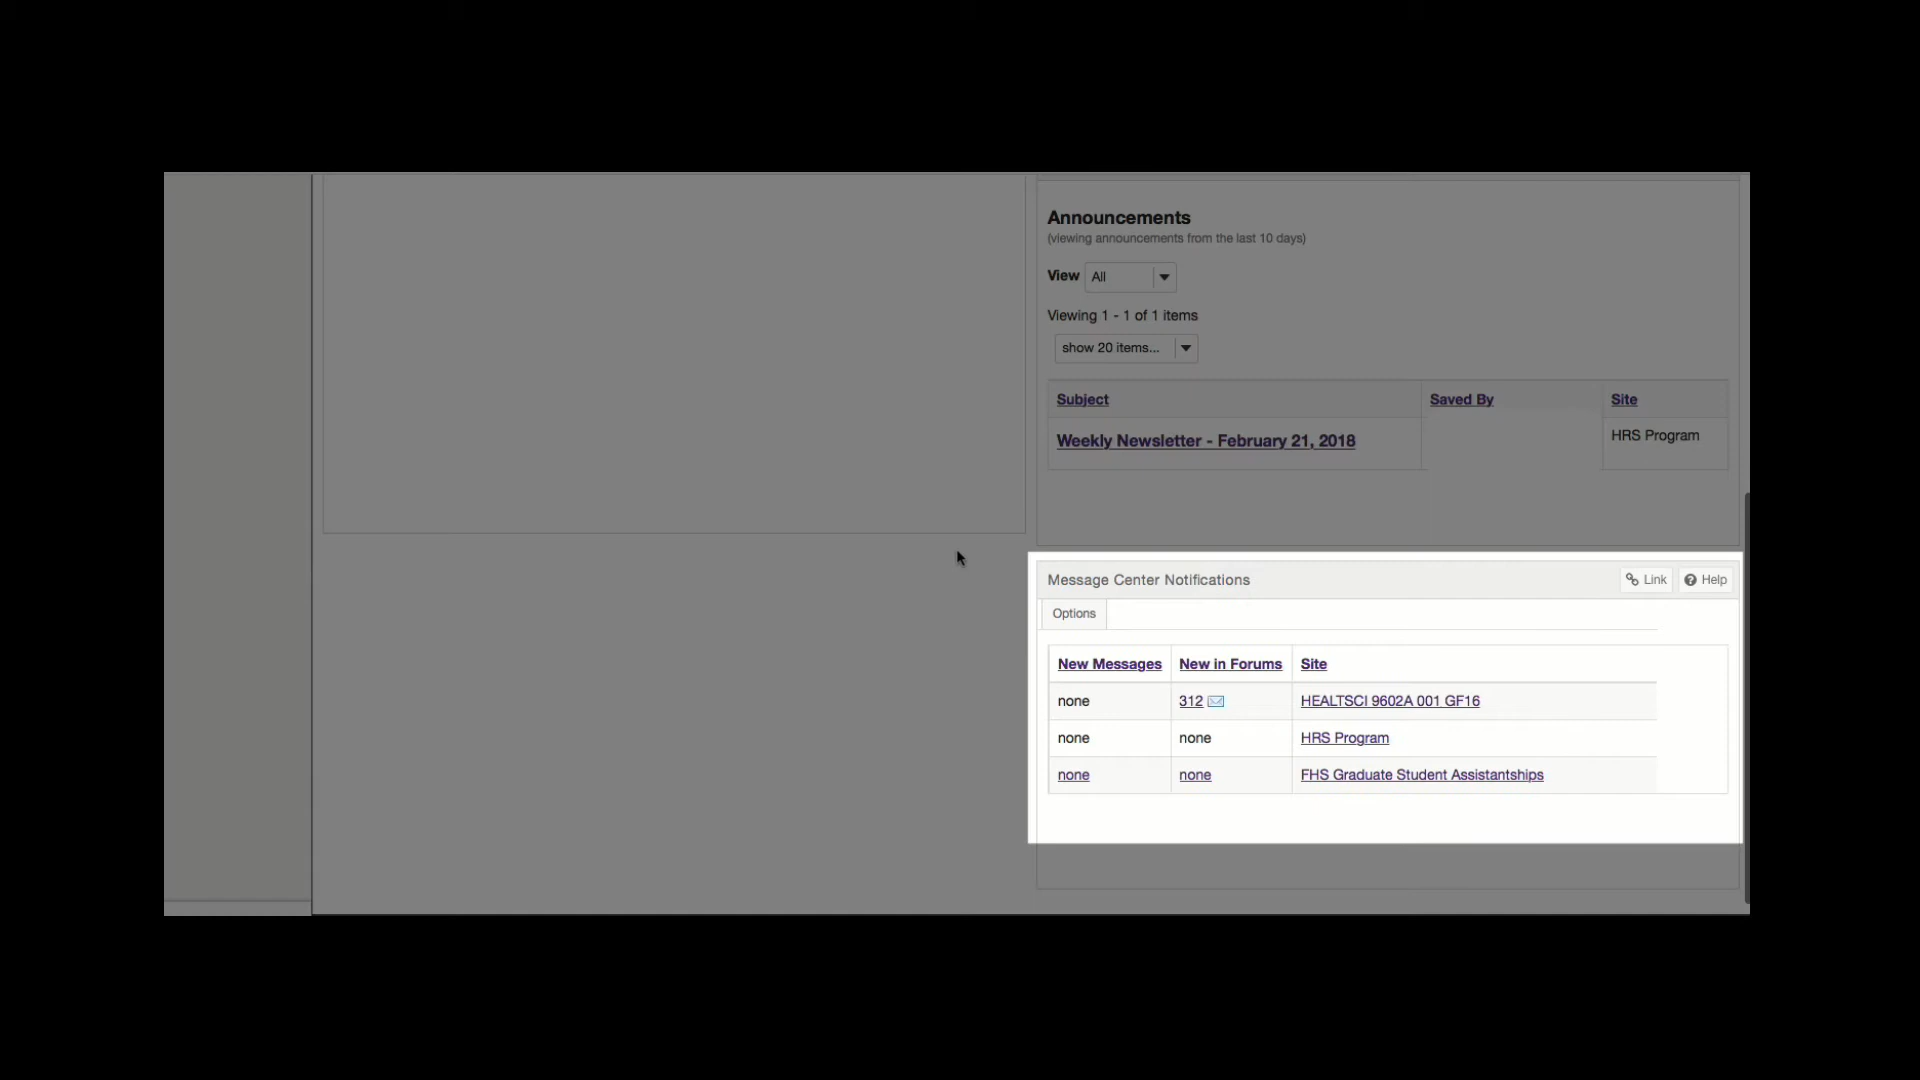 Announcements
(viewing announcements from the last 10 days)
View All
Viewing 1 - 1 of 1 items
show 20 items...
Subject Saved By Site
Weekly Newsletter - February 21, 2018 HRS Program
Message Center Notifications Link Help
Options
New Messages New in Forums Site
none 312 HEALTSCI 9602A 001 GF16
none none HRS Program
none none FHS Graduate Student Assistantships